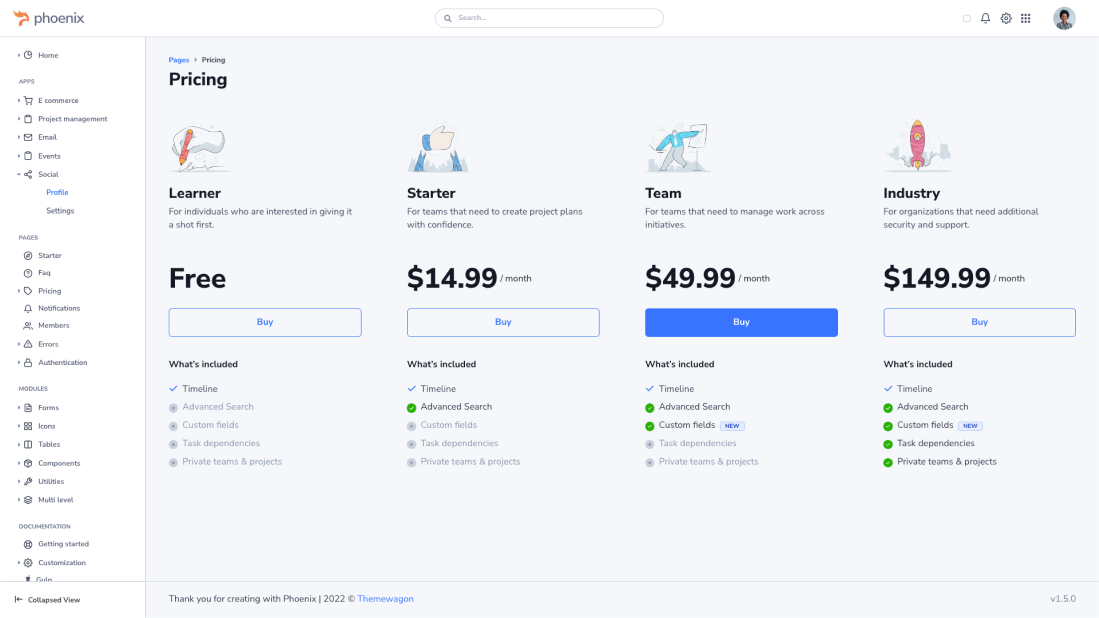 phoenix
Search...
Home
APPS
E commerce
Project management
Email
Events
Social
Profile
Settings
PAGES
Starter
Faq
Pricing
Notifications
Members
Errors
Authentication
MODULES
Forms
Icons
Tables
Components
Utilities
Multi level
DOCUMENTATION
Getting started
Customization
Gulp
Collapsed View
Pages > Pricing
Pricing
Learner
For individuals who are interested in giving it
a shot first.
Free
Buy
What's included
Timeline
Advanced Search
Custom fields
Task dependencies
Private teams & projects
Starter
For teams that need to create project plans
with confidence.
$14.99 / month
Buy
What's included
Timeline
Advanced Search
Custom fields
Task dependencies
Private teams & projects
Team
For teams that need to manage work across
initiatives.
$49.99 / month
Buy
What's included
Timeline
Advanced Search
Custom fields NEW
Task dependencies
Private teams & projects
Industry
For organizations that need additional
security and support.
$149.99 / month
Buy
What's included
Timeline
Advanced Search
Custom fields NEW
Task dependencies
Private teams & projects
Thank you for creating with Phoenix | 2022 © Themewagon
v1.5.0